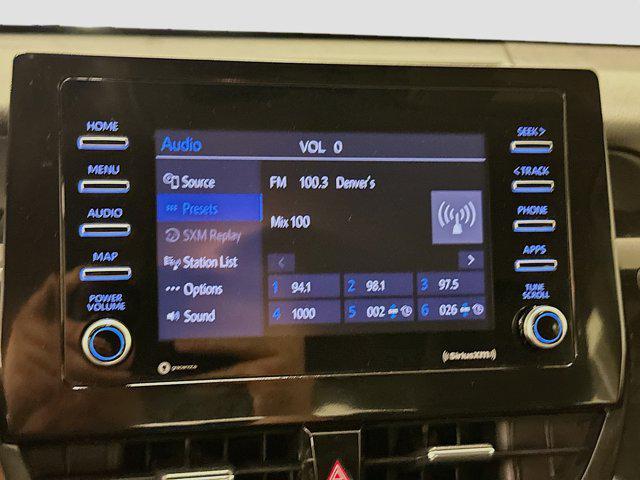 HOME
MENU
AUDIO
MAP
POWER
VOLUME
Audio VOL 0
Source
Presets
SXM Replay
Station List
Options
Sound
FM 100.3 Denver's
Mix 100
< >
1 94.1 2 98.1 3 97.5
4 1000 5 002 6 026
SEEK >
< TRACK
PHONE
APPS
TUNE
SCROLL
gracenote
((SiriusXM))